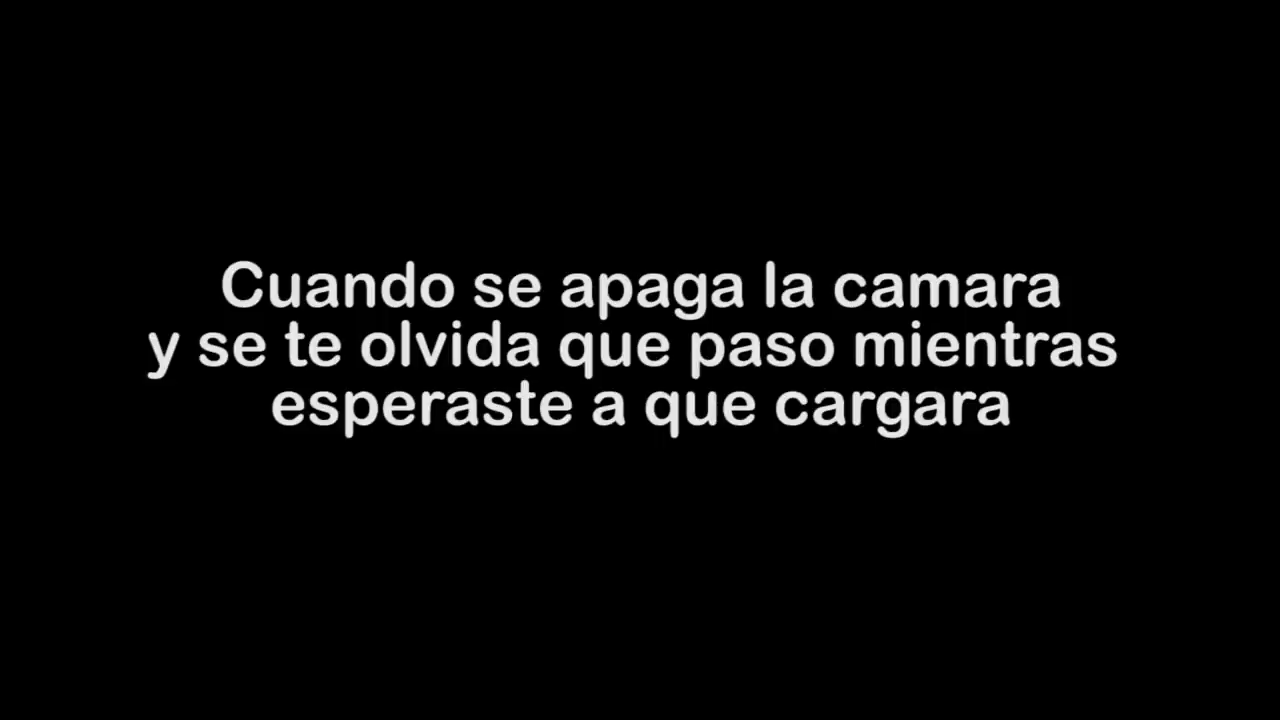 Cuando se apaga la camara
y se te olvida que paso mientras
esperaste a que cargara